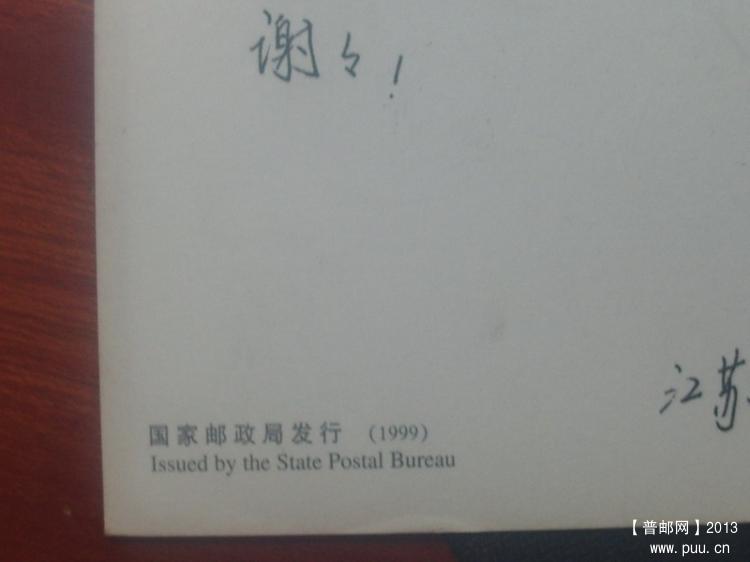 谢々！
江苏
国家邮政局发行 （1999）
Issued by the State Postal Bureau
【普邮网】2013
www.puu.cn